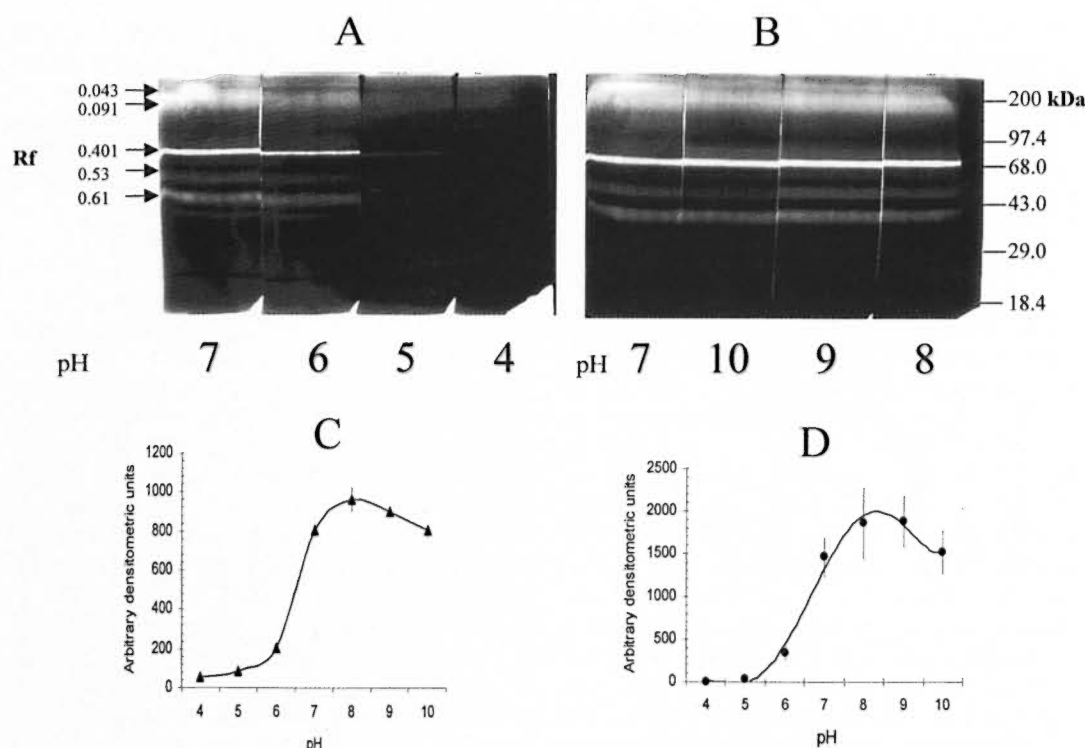 A
B
0.043
0.091
Rf
0.401
0.53
0.61
200 kDa
97.4
68.0
43.0
29.0
18.4
pH 7 6 5 4
pH 7 10 9 8
C
1200
1000
800
600
400
200
0
Arbitrary densitometric units
4 5 6 7 8 9 10
pH
D
2500
2000
1500
1000
500
0
Arbitrary densitometric units
4 5 6 7 8 9 10
pH